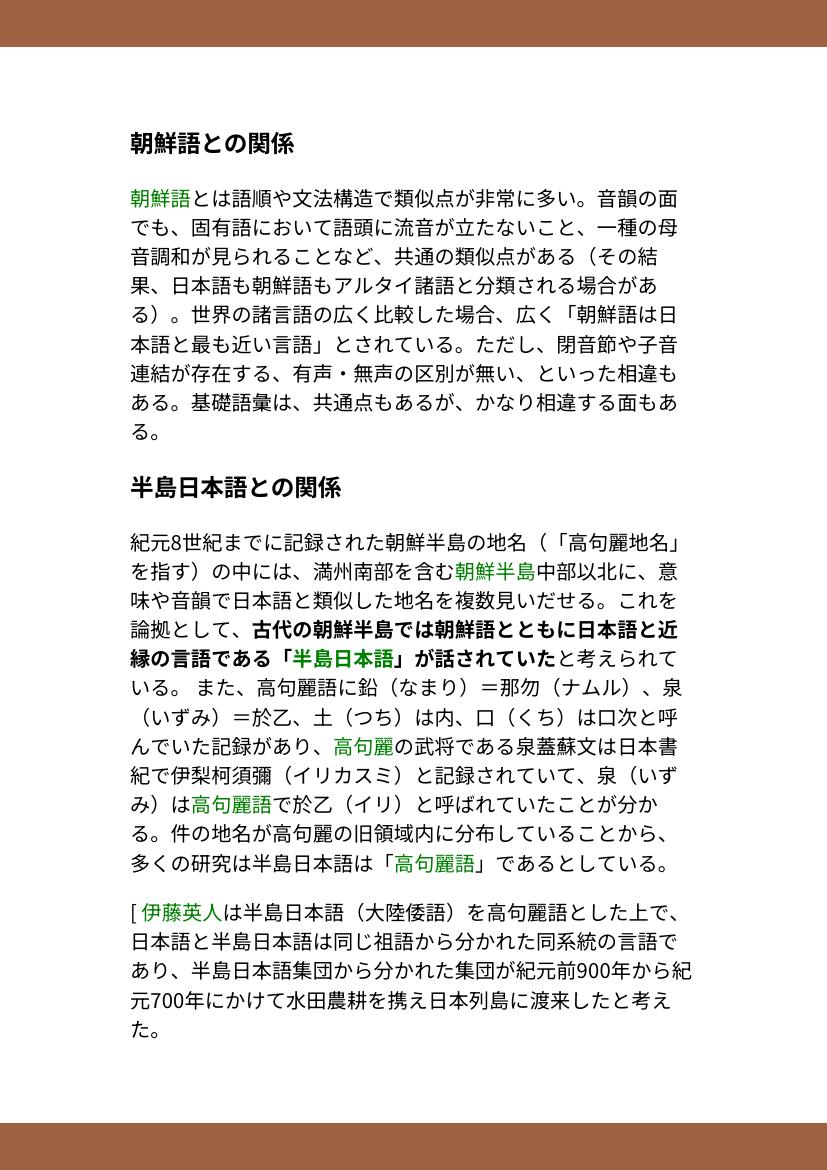 朝鮮語との関係
朝鮮語とは語順や文法構造で類似点が非常に多い。音韻の面
でも、固有語において語頭に流音が立たないこと、一種の母
音調和が見られることなど、共通の類似点がある（その結
果、日本語も朝鮮語もアルタイ諸語と分類される場合があ
る）。世界の諸言語の広く比較した場合、広く「朝鮮語は日
本語と最も近い言語」とされている。ただし、閉音節や子音
連結が存在する、有声・無声の区別が無い、といった相違も
ある。基礎語彙は、共通点もあるが、かなり相違する面もあ
る。
半島日本語との関係
紀元8世紀までに記録された朝鮮半島の地名（「高句麗地名」
を指す）の中には、満州南部を含む朝鮮半島中部以北に、意
味や音韻で日本語と類似した地名を複数見いだせる。これを
論拠として、古代の朝鮮半島では朝鮮語とともに日本語と近
縁の言語である「半島日本語」が話されていたと考えられて
いる。 また、高句麗語に鉛（なまり）＝那勿（ナムル）、泉
（いずみ）＝於乙、土（つち）は内、口（くち）は口次と呼
んでいた記録があり、高句麗の武将である泉蓋蘇文は日本書
紀で伊梨柯須彌（イリカスミ）と記録されていて、泉（いず
み）は高句麗語で於乙（イリ）と呼ばれていたことが分か
る。件の地名が高句麗の旧領域内に分布していることから、
多くの研究は半島日本語は「高句麗語」であるとしている。
[ 伊藤英人は半島日本語（大陸倭語）を高句麗語とした上で、
日本語と半島日本語は同じ祖語から分かれた同系統の言語で
あり、半島日本語集団から分かれた集団が紀元前900年から紀
元700年にかけて水田農耕を携え日本列島に渡来したと考え
た。